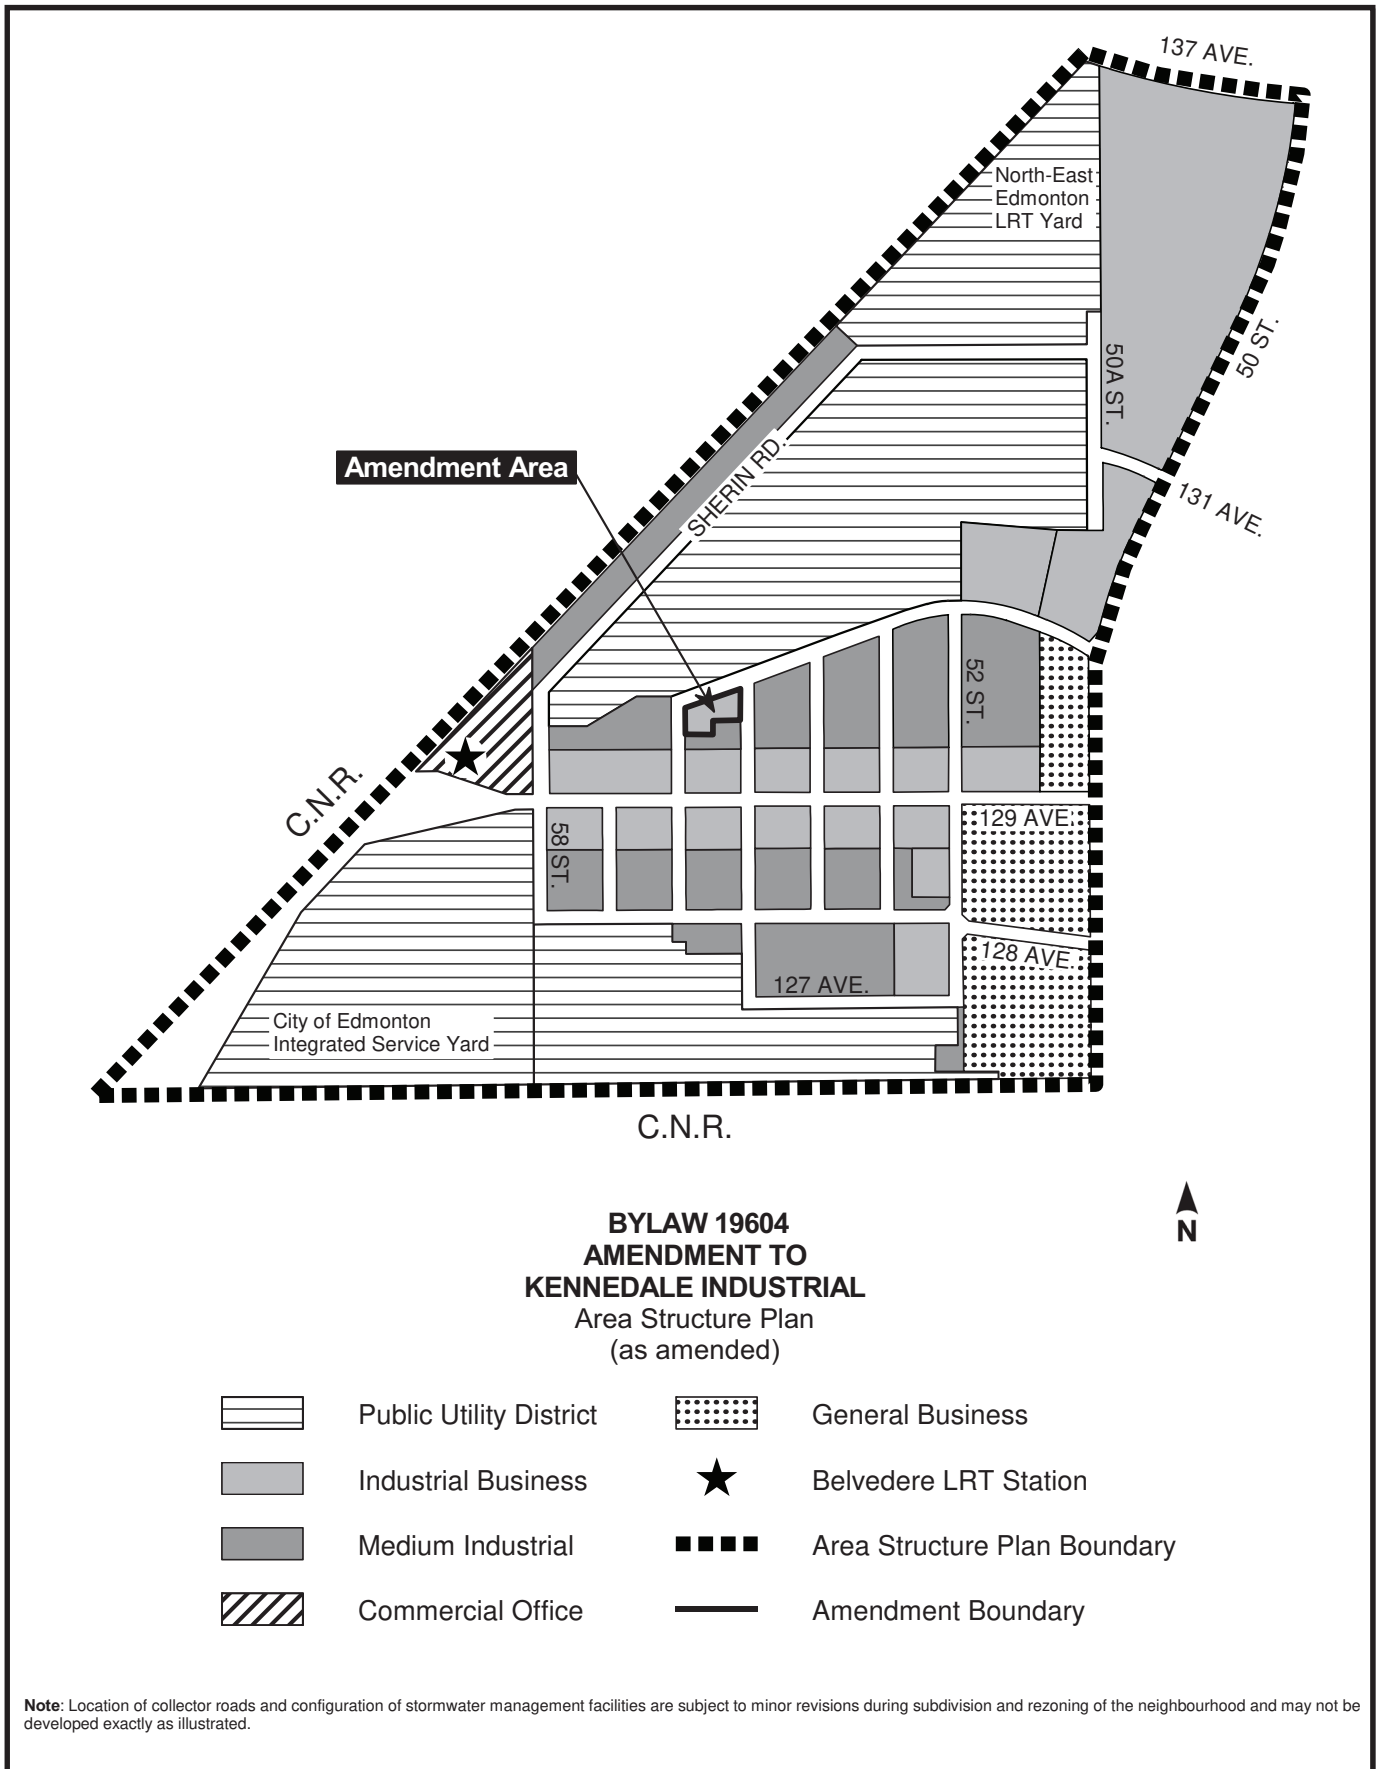 137 AVE.
North-East
Edmonton
LRT Yard
50A ST.
50 ST.
Amendment Area
SHERIN RD.
131 AVE.
52 ST.
C.N.R.
129 AVE.
58 ST.
128 AVE.
127 AVE.
City of Edmonton
Integrated Service Yard
C.N.R.
N
BYLAW 19604
AMENDMENT TO
KENNEDALE INDUSTRIAL
Area Structure Plan
(as amended)
Public Utility District
General Business
Industrial Business
Belvedere LRT Station
Medium Industrial
Area Structure Plan Boundary
Commercial Office
Amendment Boundary
Note: Location of collector roads and configuration of stormwater management facilities are subject to minor revisions during subdivision and rezoning of the neighbourhood and may not be
developed exactly as illustrated.